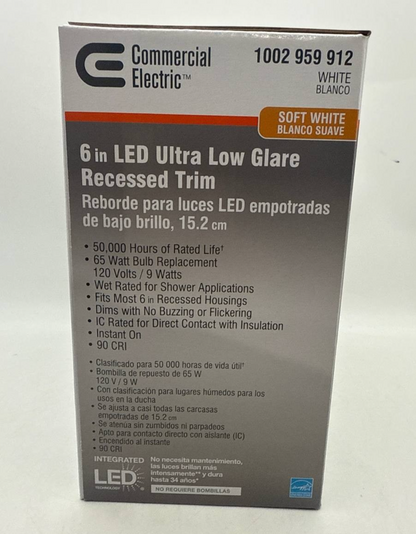 Commercial
Electric™
1002 959 912
WHITE
BLANCO
SOFT WHITE
BLANCO SUAVE
6 in LED Ultra Low Glare
Recessed Trim
Reborde para luces LED empotradas
de bajo brillo, 15.2 cm
• 50,000 Hours of Rated Life†
• 65 Watt Bulb Replacement
120 Volts / 9 Watts
• Wet Rated for Shower Applications
• Fits Most 6 in Recessed Housings
• Dims with No Buzzing or Flickering
• IC Rated for Direct Contact with Insulation
• Instant On
• 90 CRI
• Clasificado para 50 000 horas de vida útil†
• Bombilla de repuesto de 65 W
120 V / 9 W
• Con clasificación para lugares húmedos para los
usos en la ducha
• Se ajusta a casi todas las carcasas
empotradas de 15.2 cm
• Se atenúa sin zumbidos ni parpadeos
• Apto para contacto directo con aislante (IC)
• Encendido al instante
• 90 CRI
INTEGRATED
LED
TECHNOLOGY
No necesita mantenimiento,
las luces brillan más
intensamente** y dura
hasta 34 años*
NO REQUIERE BOMBILLAS